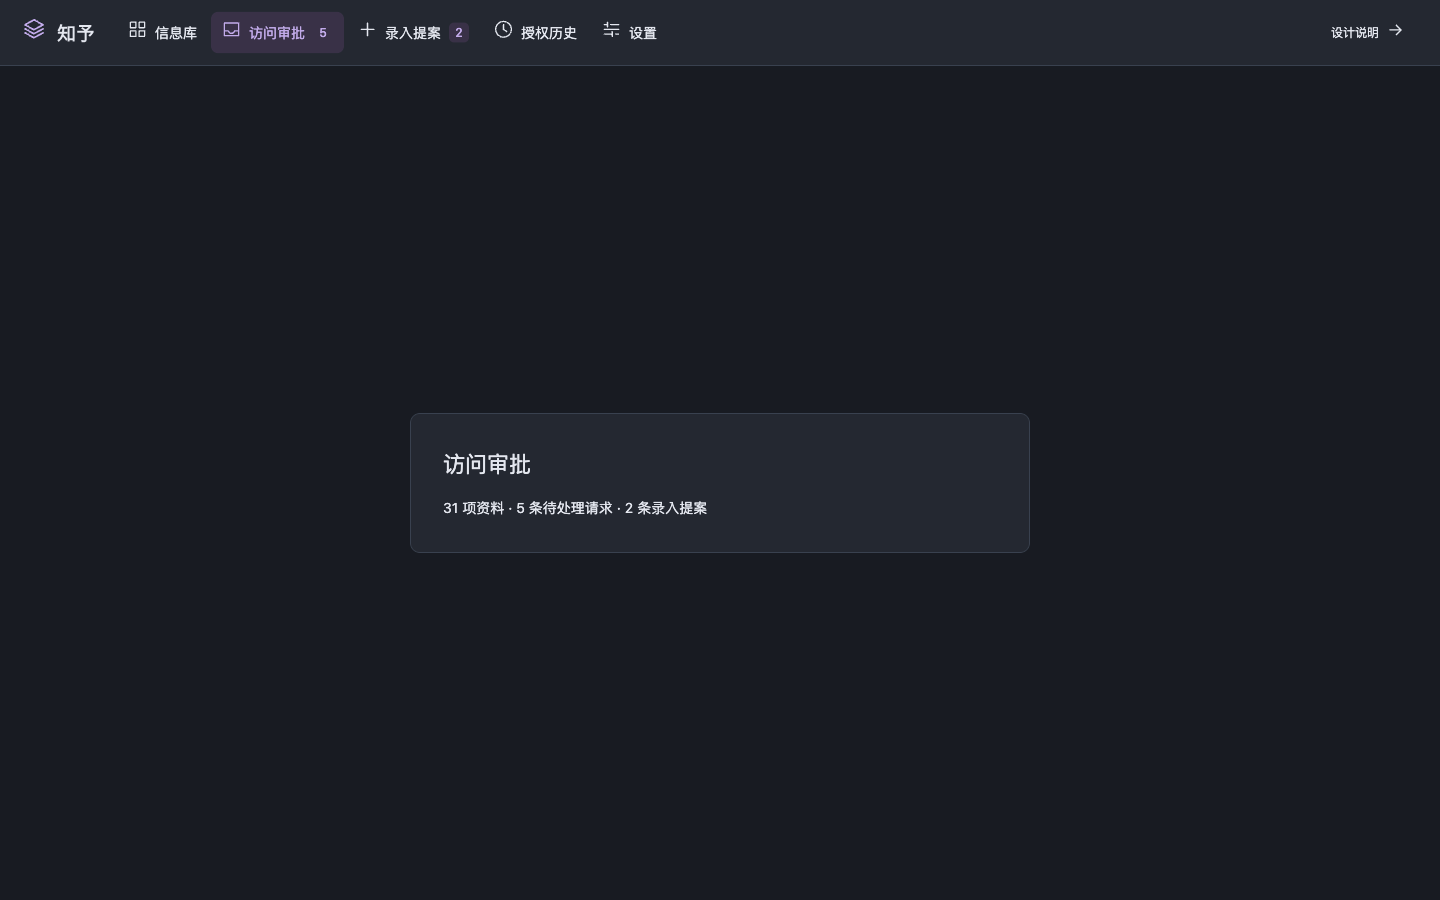 知予
信息库
访问审批 5
录入提案 2
授权历史
设置
设计说明
访问审批
31 项资料 · 5 条待处理请求 · 2 条录入提案